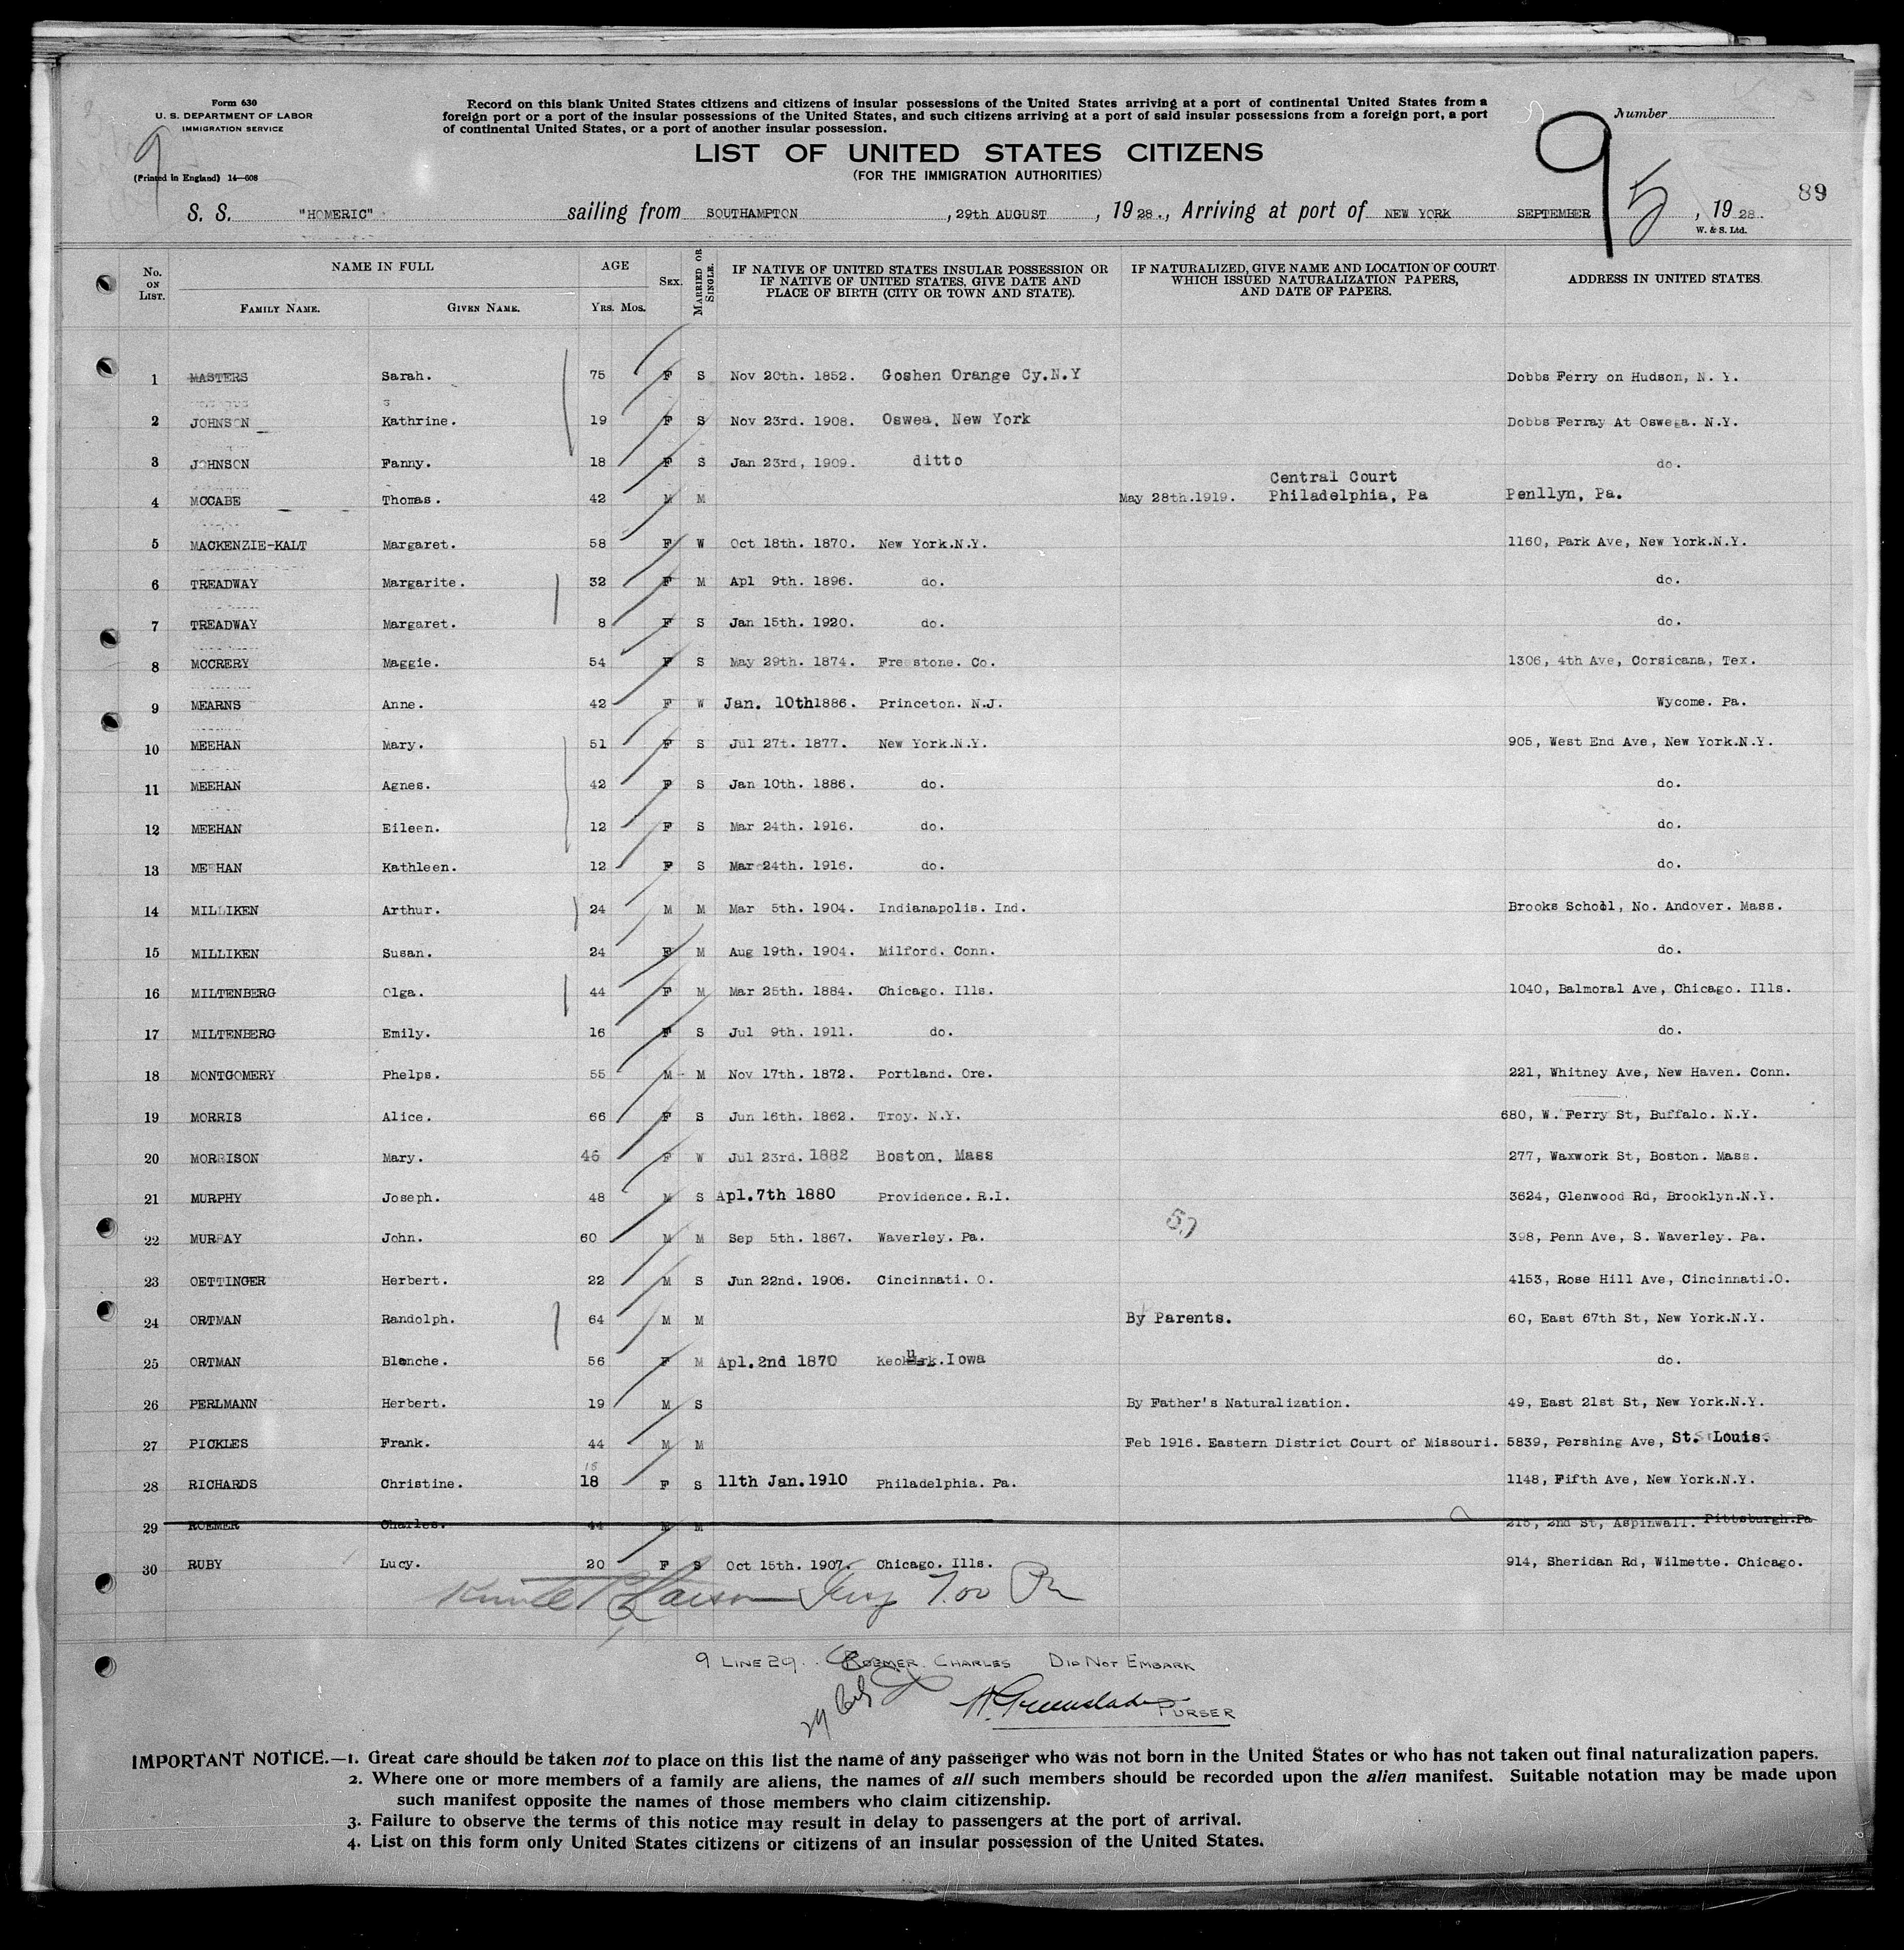 Form 630
U. S. DEPARTMENT OF LABOR
IMMIGRATION SERVICE
(Printed in England) 14—608
9
Record on this blank United States citizens and citizens of insular possessions of the United States arriving at a port of continental United States from a
foreign port or a port of the insular possessions of the United States, and such citizens arriving at a port of said insular possessions from a foreign port, a port
of continental United States, or a port of another insular possession.
LIST OF UNITED STATES CITIZENS
(FOR THE IMMIGRATION AUTHORITIES)
Number
9
5
89
S. S. "HOMERIC" sailing from SOUTHAMPTON, 29th AUGUST, 1928., Arriving at port of NEW YORK SEPTEMBER, 1928.
W. & S. Ltd.
No. ON LIST. NAME IN FULL AGE SEX. MARRIED OR SINGLE. IF NATIVE OF UNITED STATES INSULAR POSSESSION OR IF NATIVE OF UNITED STATES, GIVE DATE AND PLACE OF BIRTH (CITY OR TOWN AND STATE). IF NATURALIZED, GIVE NAME AND LOCATION OF COURT WHICH ISSUED NATURALIZATION PAPERS, AND DATE OF PAPERS. ADDRESS IN UNITED STATES.
FAMILY NAME. GIVEN NAME. YRS. MOS.
1 MASTERS Sarah. 75 F S Nov 20th. 1852. Goshen Orange Cy.N.Y Dobbs Ferry on Hudson, N. Y.
2 JOHNSON Kathrine. 19 F S Nov 23rd. 1908. Oswea, New York Dobbs Ferray At Oswega. N.Y.
3 JOHNSON Fanny. 18 F S Jan 23rd, 1909. ditto do.
4 MCCABE Thomas. 42 M M May 28th.1919. Central Court Philadelphia, Pa Penllyn, Pa.
5 MACKENZIE-KALT Margaret. 58 F W Oct 18th. 1870. New York.N.Y. 1160, Park Ave, New York.N.Y.
6 TREADWAY Margarite. 32 F M Apl 9th. 1896. do. do.
7 TREADWAY Margaret. 8 F S Jan 15th. 1920. do. do.
8 MCCRERY Maggie. 54 F S May 29th. 1874. Freestone. Co. 1306, 4th Ave, Corsicana, Tex.
9 MEARNS Anne. 42 F W Jan. 10th1886. Princeton. N.J. Wycome. Pa.
10 MEEHAN Mary. 51 F S Jul 27t. 1877. New York.N.Y. 905, West End Ave, New York.N.Y.
11 MEEHAN Agnes. 42 F S Jan 10th. 1886. do. do.
12 MEEHAN Eileen. 12 F S Mar 24th. 1916. do. do.
13 MEEHAN Kathleen. 12 F S Mar 24th. 1916. do. do.
14 MILLIKEN Arthur. 24 M M Mar 5th. 1904. Indianapolis. Ind. Brooks School, No. Andover. Mass.
15 MILLIKEN Susan. 24 F M Aug 19th. 1904. Milford. Conn. do.
16 MILTENBERG Olga. 44 F M Mar 25th. 1884. Chicago. Ills. 1040, Balmoral Ave, Chicago. Ills.
17 MILTENBERG Emily. 16 F S Jul 9th. 1911. do. do.
18 MONTGOMERY Phelps. 55 M M Nov 17th. 1872. Portland. Ore. 221, Whitney Ave, New Haven. Conn.
19 MORRIS Alice. 66 F S Jun 16th. 1862. Troy. N.Y. 680, W. Ferry St, Buffalo. N.Y.
20 MORRISON Mary. 46 F W Jul 23rd. 1882 Boston, Mass 277, Waxwork St, Boston. Mass.
21 MURPHY Joseph. 48 M S Apl.7th 1880 Providence. R.I. 3624, Glenwood Rd, Brooklyn.N.Y.
22 MURRAY John. 60 M M Sep 5th. 1867. Waverley. Pa. 398, Penn Ave, S. Waverley. Pa.
23 OETTINGER Herbert. 22 M S Jun 22nd. 1906. Cincinnati. O. 4153, Rose Hill Ave, Cincinnati.O.
24 ORTMAN Randolph. 64 M M By Parents. 60, East 67th St, New York.N.Y.
25 ORTMAN Blenche. 56 F M Apl.2nd 1870 Keokuk.Iowa do.
26 PERLMANN Herbert. 19 M S By Father's Naturalization. 49, East 21st St, New York.N.Y.
27 PICKLES Frank. 44 M M Feb 1916. Eastern District Court of Missouri. 5839, Pershing Ave, St. Louis.
28 RICHARDS Christine. 18 F S 11th Jan.1910 Philadelphia. Pa. 1148, Fifth Ave, New York.N.Y.
29 ROEMER Charles. 44 M M 215, 2nd St, Aspinwall. Pittsburgh.Pa
30 RUBY Lucy. 20 F S Oct 15th. 1907. Chicago. Ills. 914, Sheridan Rd, Wilmette. Chicago.
7.00 Pm
9 LINE 29. ROEMER CHARLES DID NOT EMBARK
PURSER
IMPORTANT NOTICE.—1. Great care should be taken not to place on this list the name of any passenger who was not born in the United States or who has not taken out final naturalization papers.
2. Where one or more members of a family are aliens, the names of all such members should be recorded upon the alien manifest. Suitable notation may be made upon
such manifest opposite the names of those members who claim citizenship.
3. Failure to observe the terms of this notice may result in delay to passengers at the port of arrival.
4. List on this form only United States citizens or citizens of an insular possession of the United States.